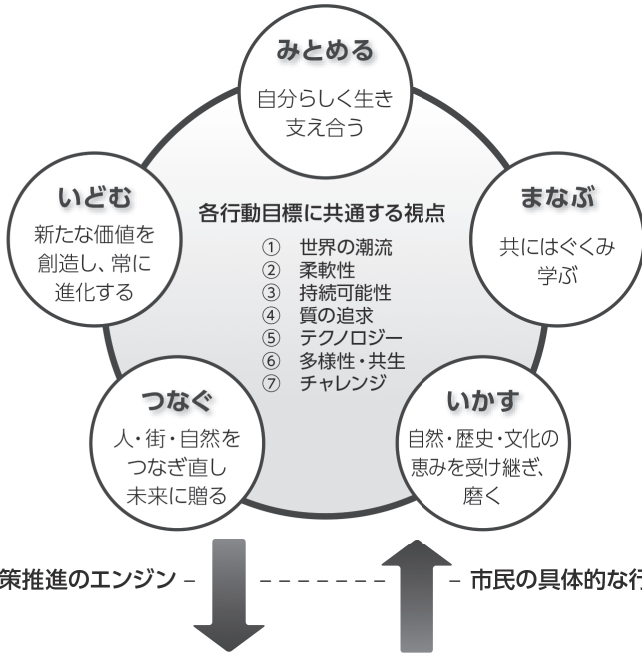 みとめる
自分らしく生き
支え合う
いどむ
新たな価値を
創造し、常に
進化する
まなぶ
共にはぐくみ
学ぶ
各行動目標に共通する視点
① 世界の潮流
② 柔軟性
③ 持続可能性
④ 質の追求
⑤ テクノロジー
⑥ 多様性・共生
⑦ チャレンジ
つなぐ
人・街・自然を
つなぎ直し
未来に贈る
いかす
自然・歴史・文化の
恵みを受け継ぎ、
磨く
策推進のエンジン
市民の具体的な行